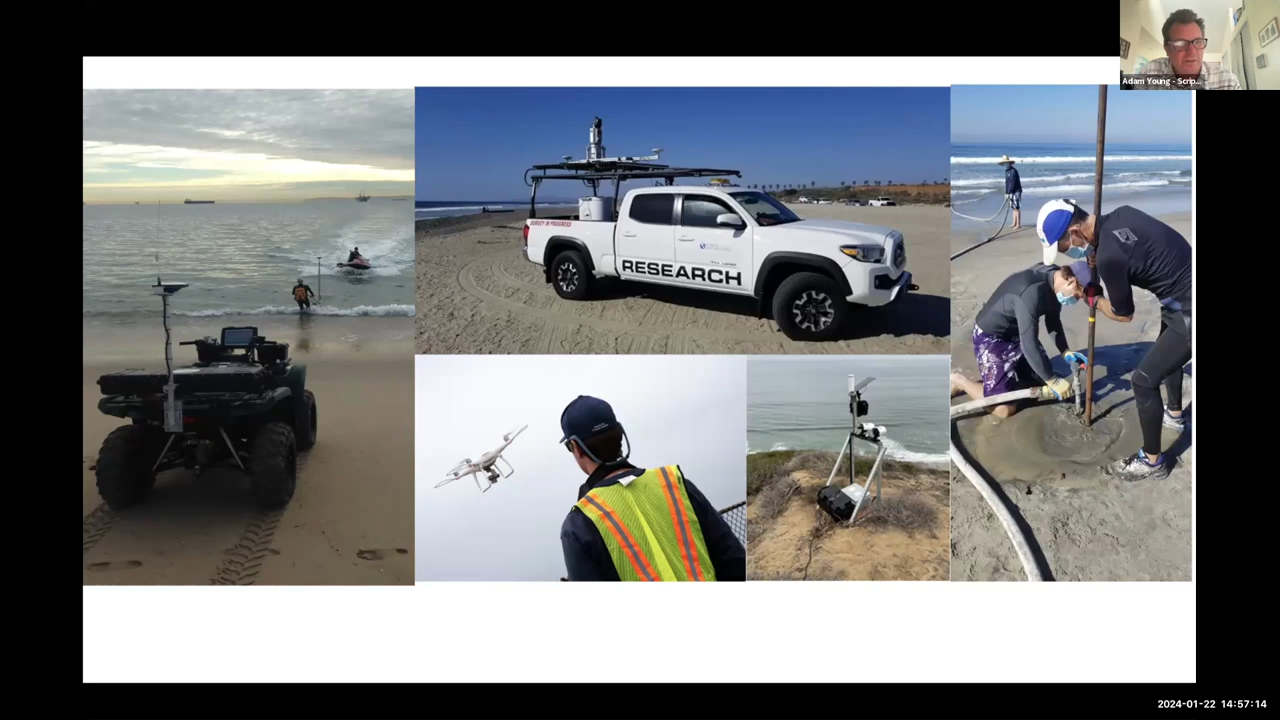 Adam Young - Scrip...
SURVEY IN PROGRESS
RESEARCH
2024-01-22 14:57:14